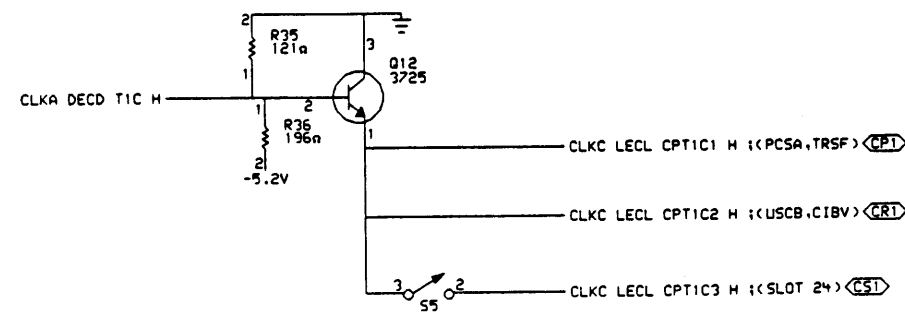 2
R35
121Ω
1
3
Q12
3725
CLKA DECD T1C H
1
2
R36
196Ω
2
-5.2V
1
CLKC LECL CPT1C1 H ;(PCSA,TRSF) CP1
CLKC LECL CPT1C2 H ;(USCB,CIBV) CR1
3
2
S5
CLKC LECL CPT1C3 H ;(SLOT 24) CS1